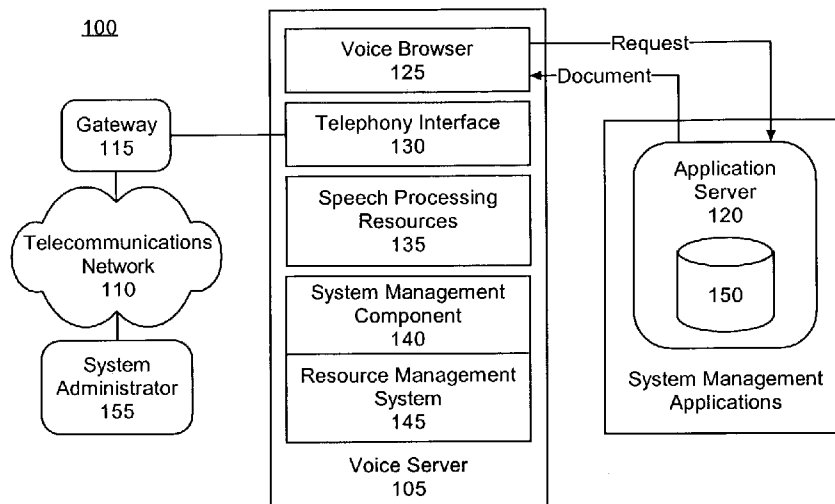 100
Gateway
115
Telecommunications
Network
110
System
Administrator
155
Voice Browser
125
Telephony Interface
130
Speech Processing
Resources
135
System Management
Component
140
Resource Management
System
145
Voice Server
105
Request
Document
Application
Server
120
150
System Management
Applications